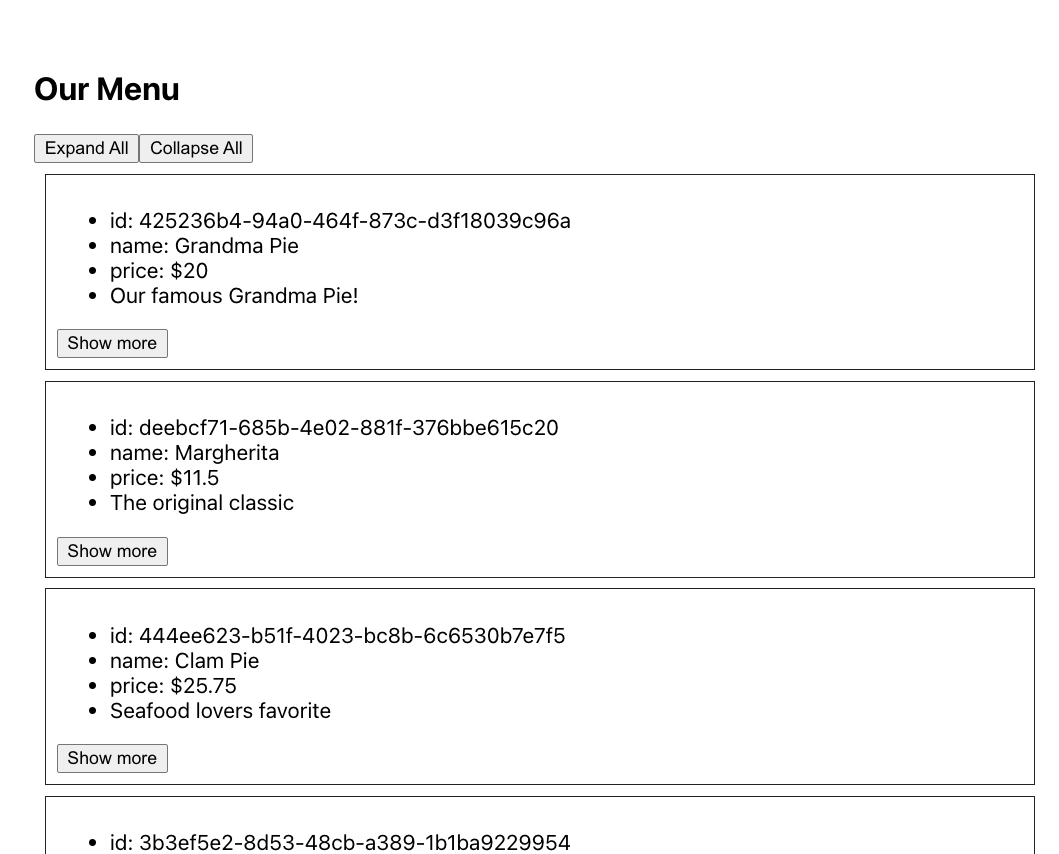 Our Menu
Expand All Collapse All
id: 425236b4-94a0-464f-873c-d3f18039c96a
name: Grandma Pie
price: $20
Our famous Grandma Pie!
Show more
id: deebcf71-685b-4e02-881f-376bbe615c20
name: Margherita
price: $11.5
The original classic
Show more
id: 444ee623-b51f-4023-bc8b-6c6530b7e7f5
name: Clam Pie
price: $25.75
Seafood lovers favorite
Show more
id: 3b3ef5e2-8d53-48cb-a389-1b1ba9229954